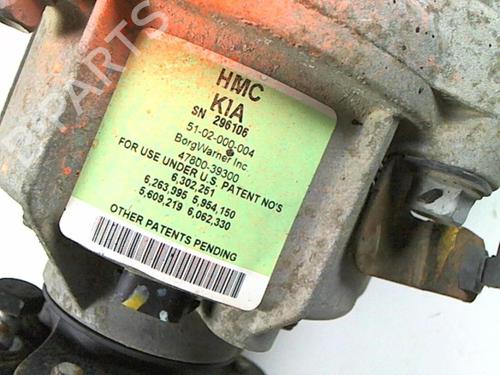 HMC
KIA
SN 296106
51-02-000-004
BorgWarner Inc
47800-39300
FOR USE UNDER U.S. PATENT NO'S
6,302,251
6,263,995 5,954,150
5,609,219 6,062,330
OTHER PATENTS PENDING
B-PARTS